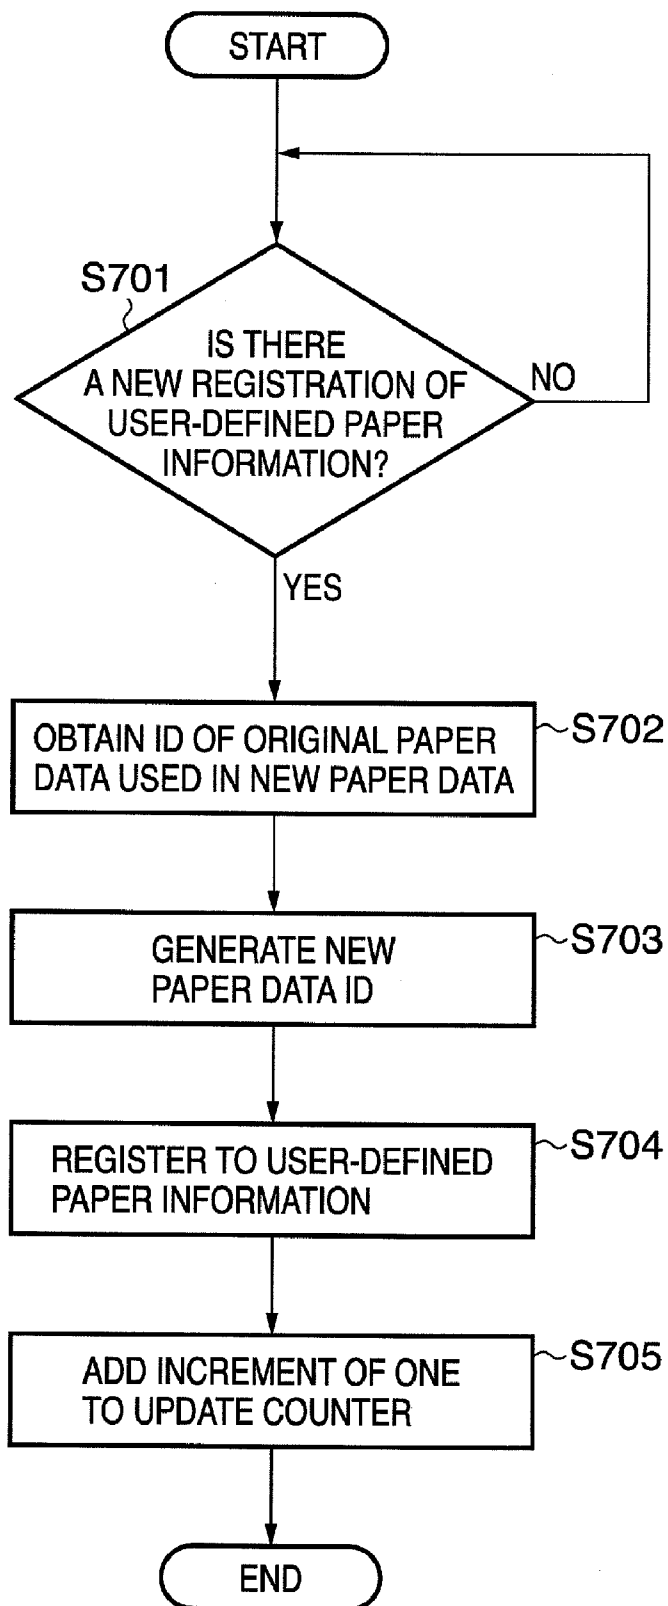 START
S701
IS THERE
A NEW REGISTRATION OF
USER-DEFINED PAPER
INFORMATION?
NO
YES
OBTAIN ID OF ORIGINAL PAPER
DATA USED IN NEW PAPER DATA
S702
GENERATE NEW
PAPER DATA ID
S703
REGISTER TO USER-DEFINED
PAPER INFORMATION
S704
ADD INCREMENT OF ONE
TO UPDATE COUNTER
S705
END